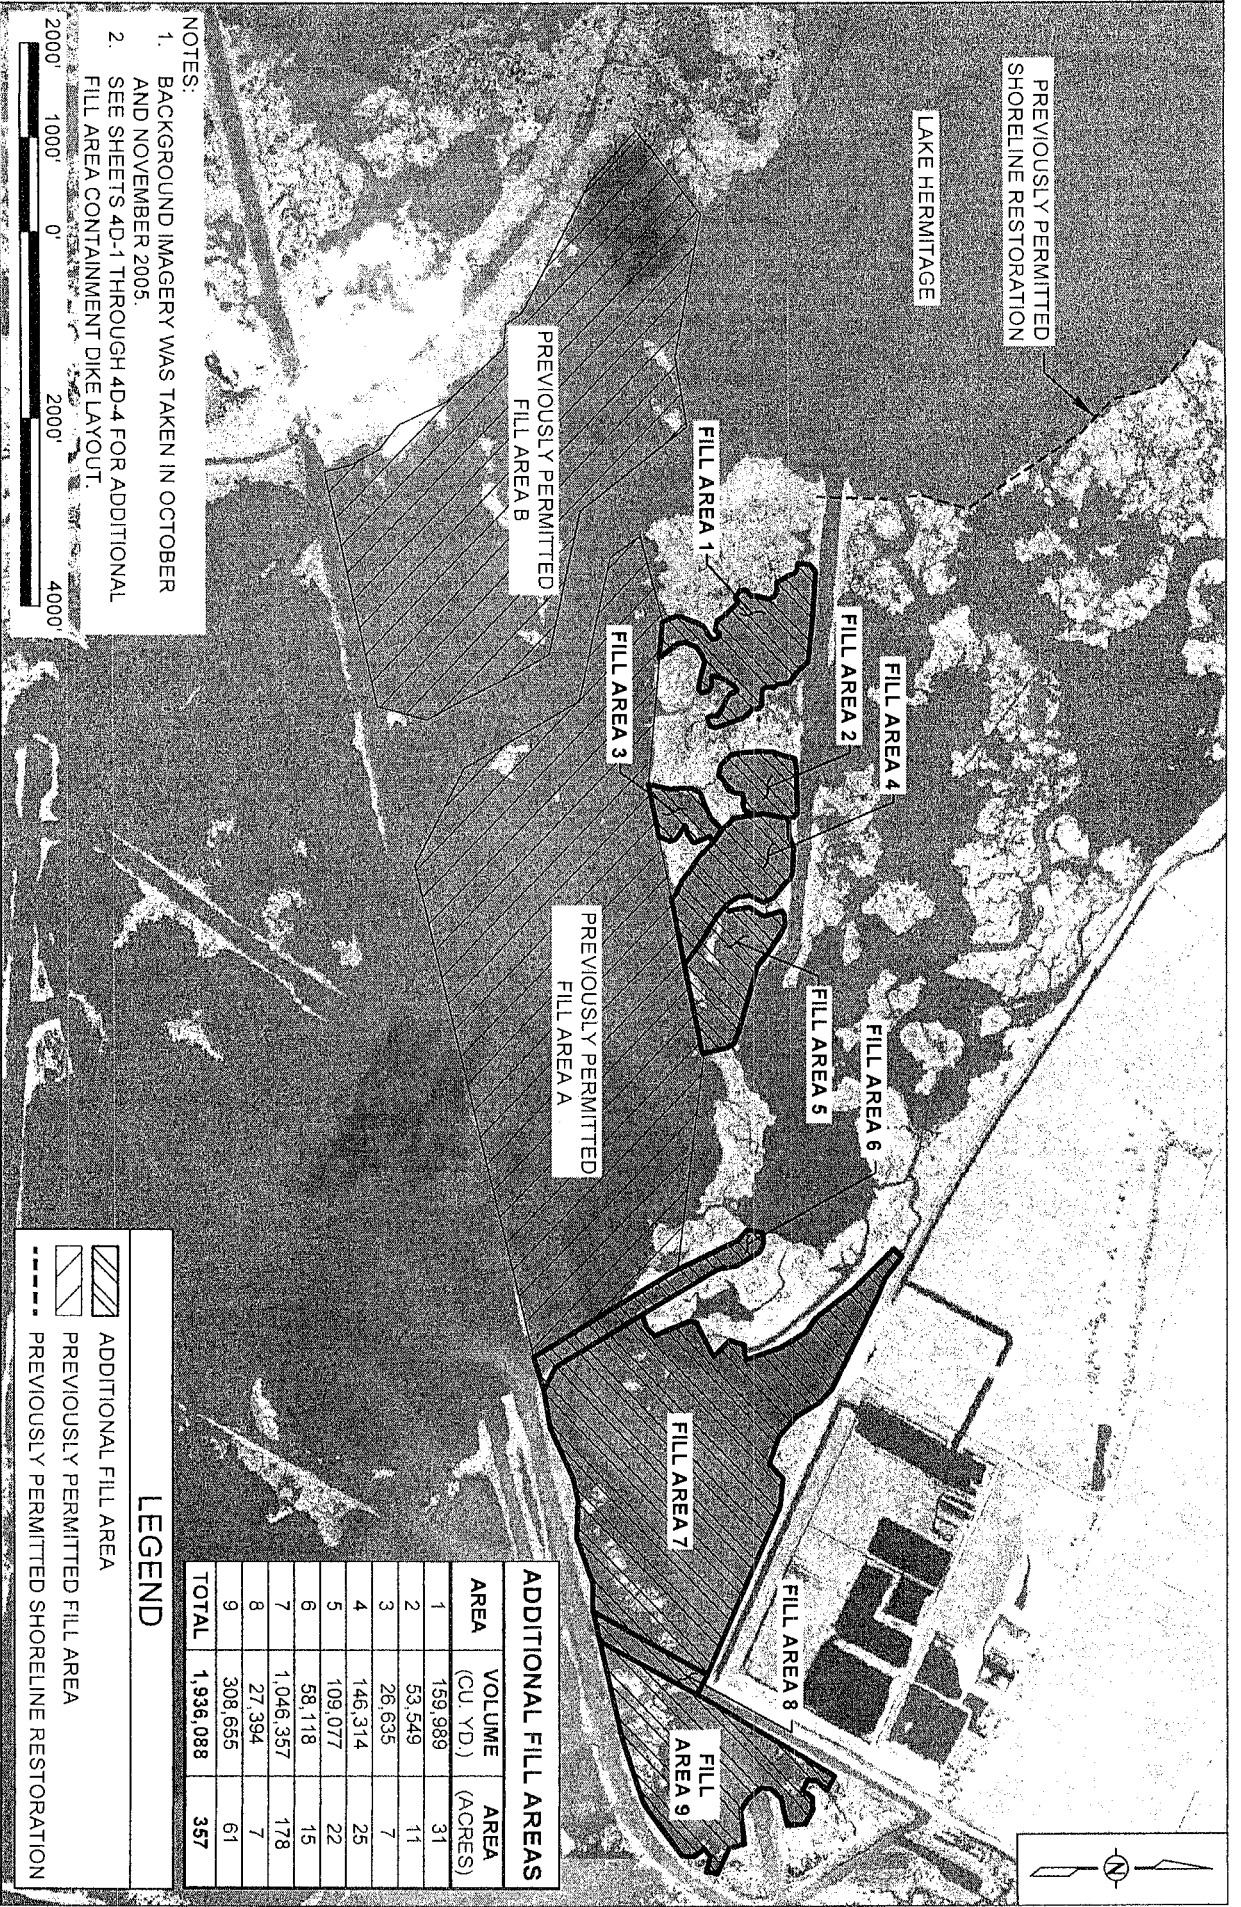 PREVIOUSLY PERMITTED
SHORELINE RESTORATION
LAKE HERMITAGE
FILL AREA 1
FILL AREA 2
FILL AREA 4
FILL AREA 3
FILL AREA 5
FILL AREA 6
FILL AREA 7
FILL AREA 8
FILL
AREA 9
PREVIOUSLY PERMITTED
FILL AREA B
PREVIOUSLY PERMITTED
FILL AREA A
N
NOTES:
1. BACKGROUND IMAGERY WAS TAKEN IN OCTOBER
AND NOVEMBER 2005.
2. SEE SHEETS 4D-1 THROUGH 4D-4 FOR ADDITIONAL
FILL AREA CONTAINMENT DIKE LAYOUT.
2000' 1000' 0' 2000' 4000'
ADDITIONAL FILL AREAS
AREA VOLUME (CU. YD.) AREA (ACRES)
1 159,989 31
2 53,549 11
3 26,635 7
4 146,314 25
5 109,077 22
6 58,118 15
7 1,046,357 178
8 27,394 7
9 308,655 61
TOTAL 1,936,088 357
LEGEND
ADDITIONAL FILL AREA
PREVIOUSLY PERMITTED FILL AREA
PREVIOUSLY PERMITTED SHORELINE RESTORATION